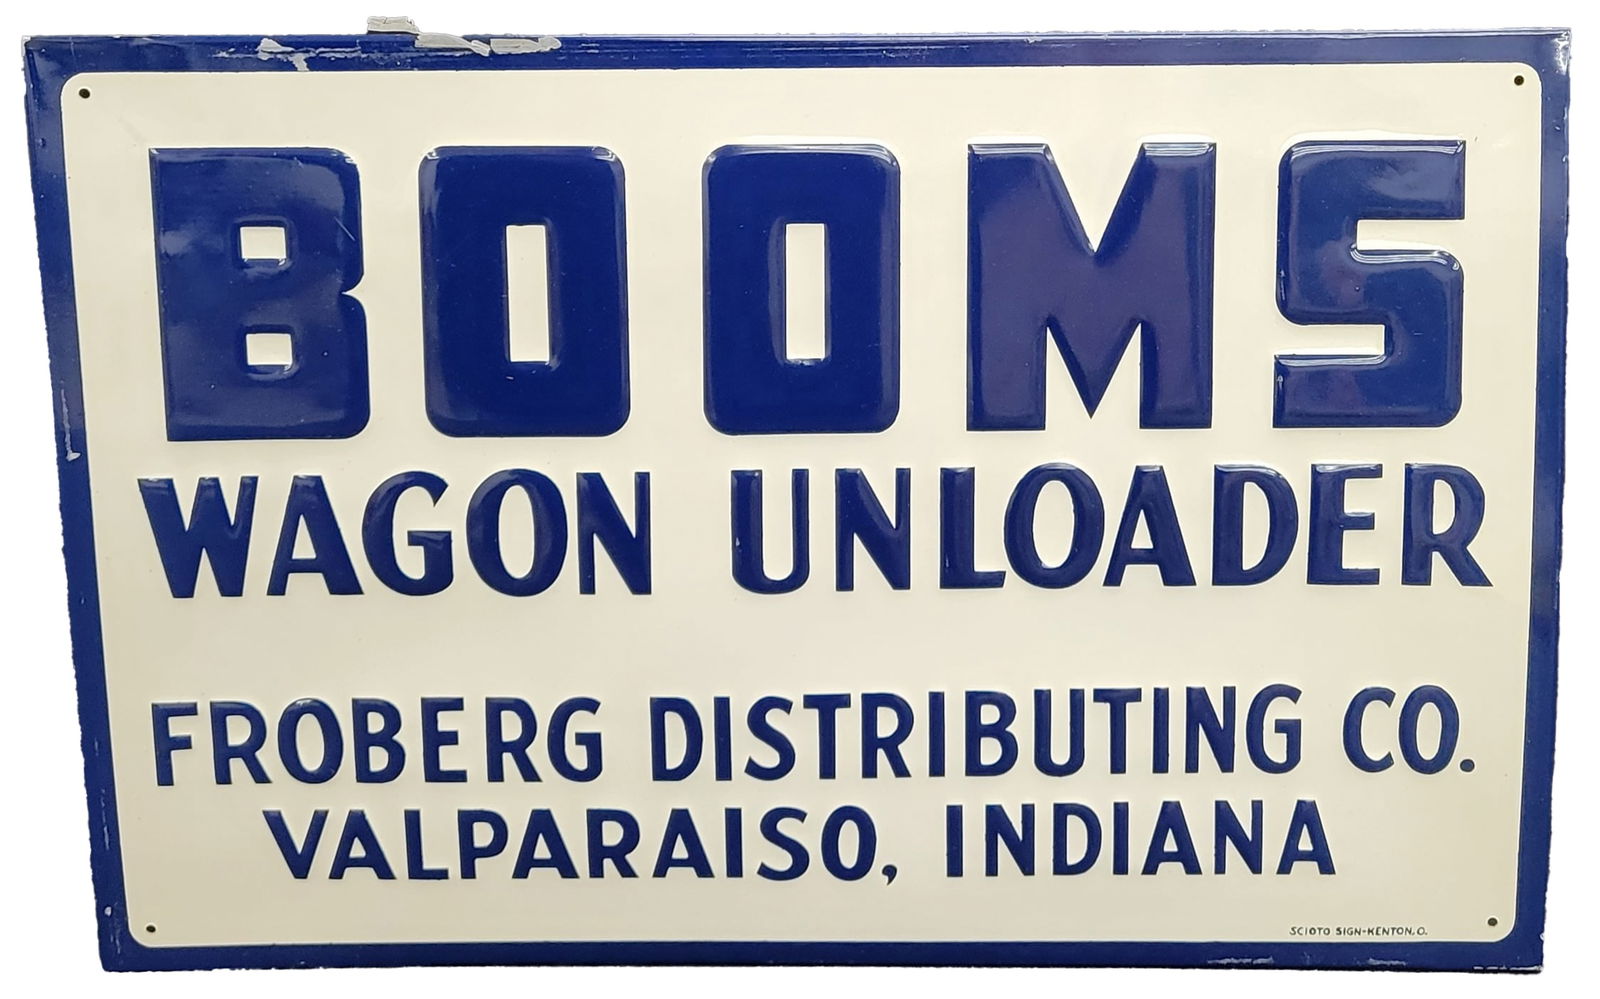 BOOMS
WAGON UNLOADER
FROBERG DISTRIBUTING CO.
VALPARAISO, INDIANA
SCIOTO SIGN-KENTON, O.